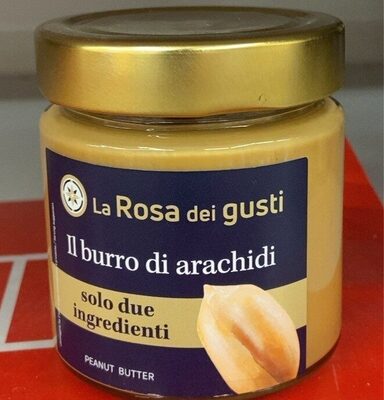 La Rosa dei gusti
Il burro di arachidi
solo due
ingredienti
PEANUT BUTTER